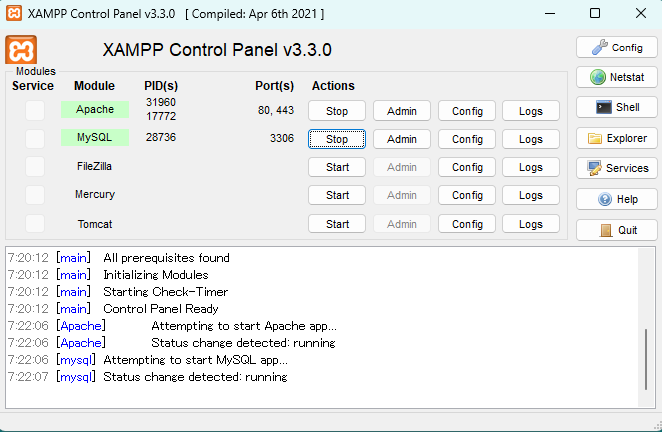 XAMPP Control Panel v3.3.0 [ Compiled: Apr 6th 2021 ]
XAMPP Control Panel v3.3.0
Config
Modules
Service Module PID(s) Port(s) Actions
Netstat
Apache 31960 17772 80, 443 Stop Admin Config Logs
Shell
MySQL 28736 3306 Stop Admin Config Logs
Explorer
FileZilla Start Admin Config Logs
Services
Mercury Start Admin Config Logs
Help
Tomcat Start Admin Config Logs
Quit
7:20:12 [main] All prerequisites found
7:20:12 [main] Initializing Modules
7:20:12 [main] Starting Check-Timer
7:20:12 [main] Control Panel Ready
7:22:06 [Apache] Attempting to start Apache app...
7:22:06 [Apache] Status change detected: running
7:22:06 [mysql] Attempting to start MySQL app...
7:22:07 [mysql] Status change detected: running